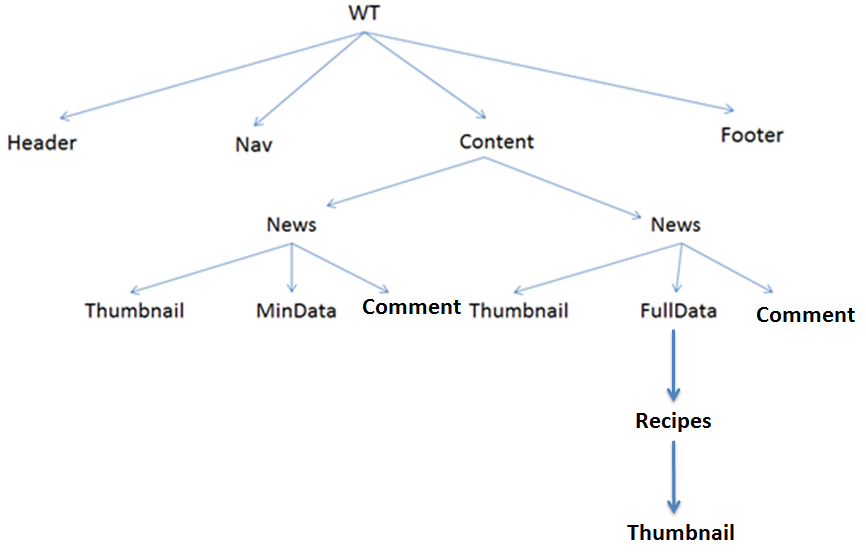 WT
Header
Nav
Content
Footer
News
News
Thumbnail
MinData
Comment
Thumbnail
FullData
Comment
Recipes
Thumbnail